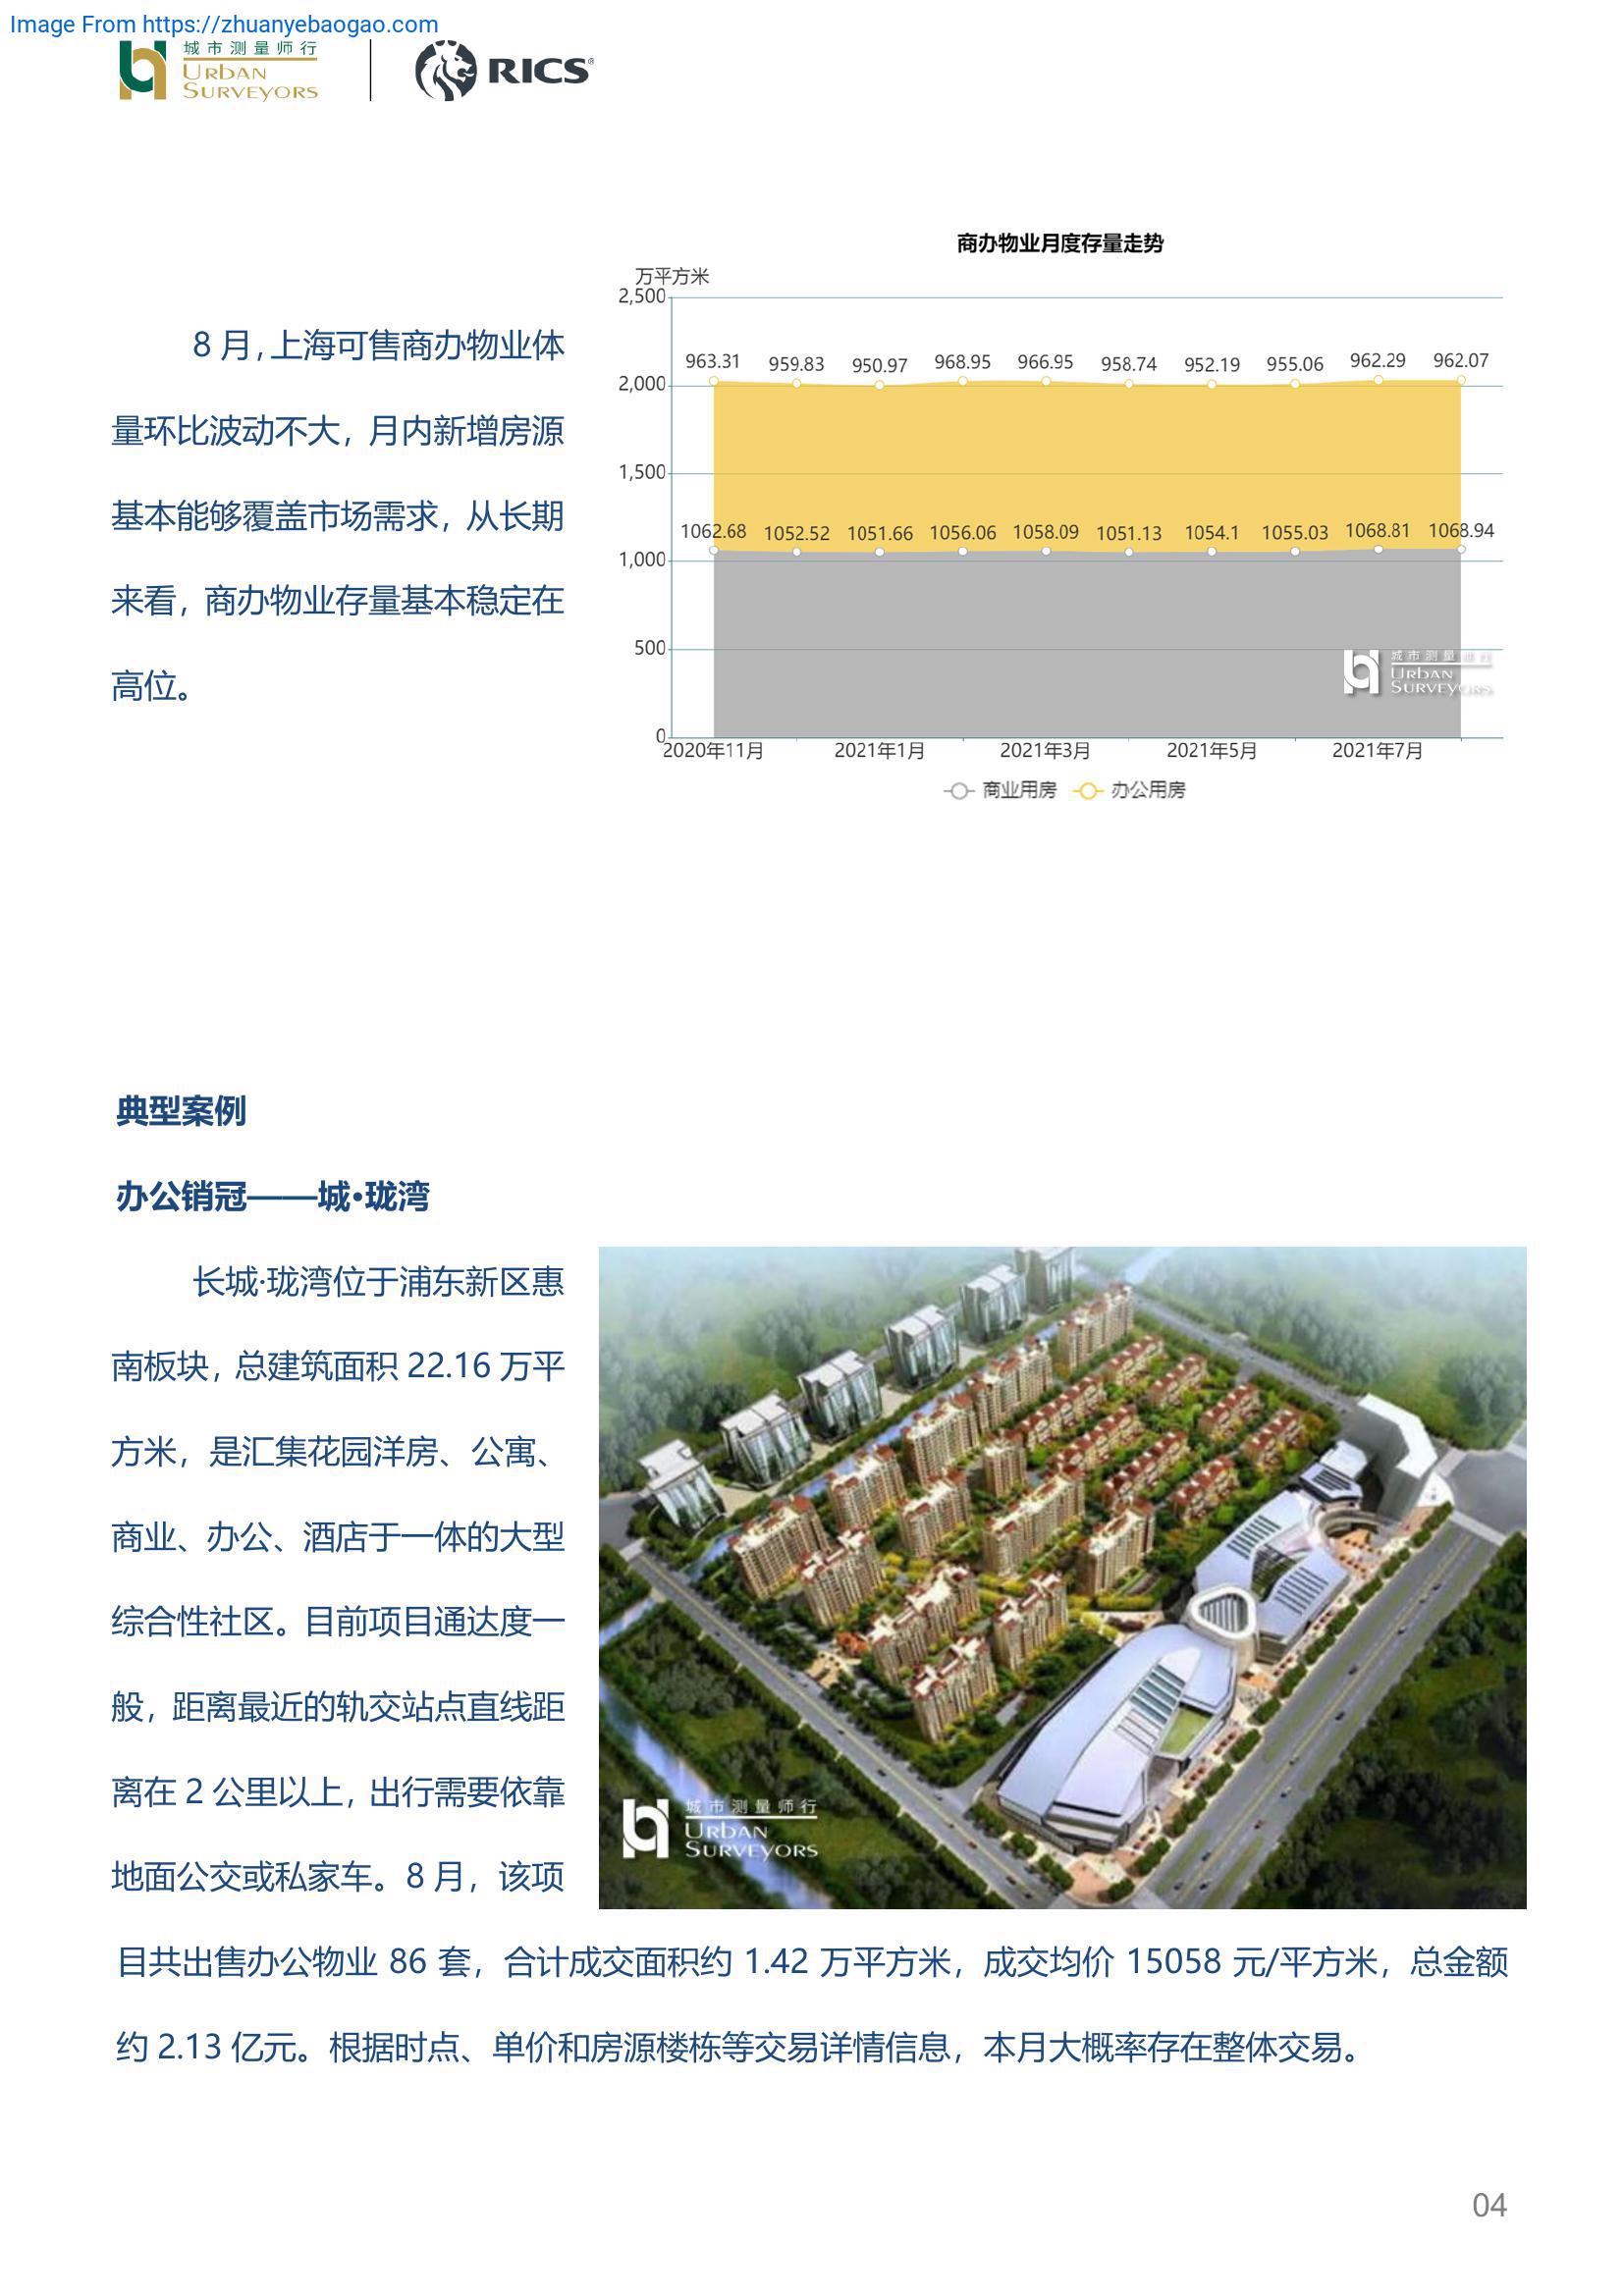 Image From https://zhuanyebaogao.com
城市测量师行
URBAN
SURVEYORS
RICS®
8 月，上海可售商办物业体
量环比波动不大，月内新增房源
基本能够覆盖市场需求，从长期
来看，商办物业存量基本稳定在
高位。
商办物业月度存量走势
万平方米
2,500
963.31 959.83 950.97 968.95 966.95 958.74 952.19 955.06 962.29 962.07
2,000
1,500
1062.68 1052.52 1051.66 1056.06 1058.09 1051.13 1054.1 1055.03 1068.81 1068.94
1,000
500
城市测量师行
URBAN
SURVEYORS
0
2020年11月 2021年1月 2021年3月 2021年5月 2021年7月
商业用房 办公用房
典型案例
办公销冠——城·珑湾
长城·珑湾位于浦东新区惠
南板块，总建筑面积 22.16 万平
方米，是汇集花园洋房、公寓、
商业、办公、酒店于一体的大型
综合性社区。目前项目通达度一
般，距离最近的轨交站点直线距
离在 2 公里以上，出行需要依靠
地面公交或私家车。8 月，该项
城市测量师行
URBAN
SURVEYORS
目共出售办公物业 86 套，合计成交面积约 1.42 万平方米，成交均价 15058 元/平方米，总金额
约 2.13 亿元。根据时点、单价和房源楼栋等交易详情信息，本月大概率存在整体交易。
04